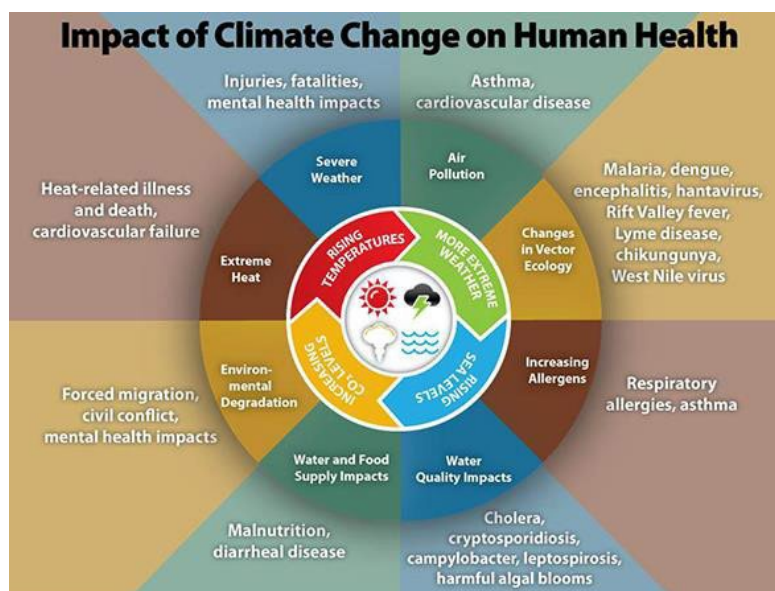 Impact of Climate Change on Human Health
Injuries, fatalities,
mental health impacts
Asthma,
cardiovascular disease
Severe
Weather
Air
Pollution
Heat-related illness
and death,
cardiovascular failure
Extreme
Heat
Changes
in Vector
Ecology
Malaria, dengue,
encephalitis, hantavirus,
Rift Valley fever,
Lyme disease,
chikungunya,
West Nile virus
RISING
TEMPERATURES
MORE EXTREME
WEATHER
INCREASING
CO₂ LEVELS
RISING
SEA LEVELS
Forced migration,
civil conflict,
mental health impacts
Environ-
mental
Degradation
Increasing
Allergens
Respiratory
allergies, asthma
Water and Food
Supply Impacts
Water
Quality Impacts
Malnutrition,
diarrheal disease
Cholera,
cryptosporidiosis,
campylobacter, leptospirosis,
harmful algal blooms